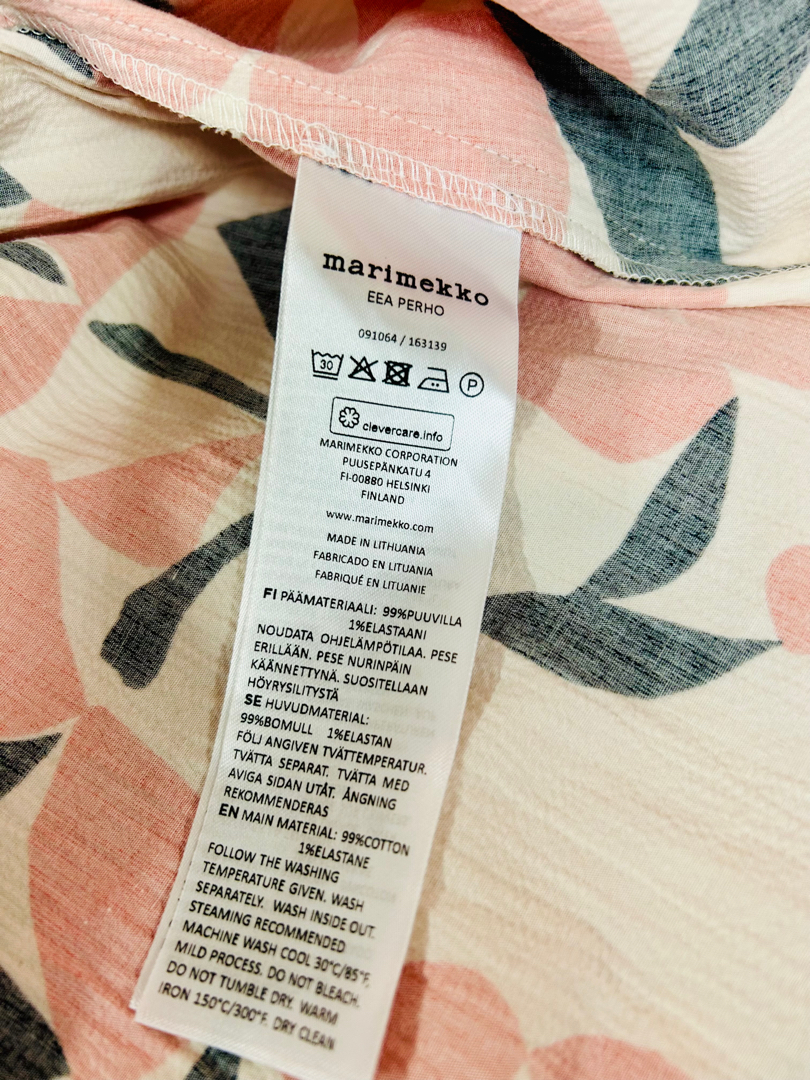 marimekko
EEA PERHO
091064 / 163139
30
P
clevercare.info
MARIMEKKO CORPORATION
PUUSEPÄNKATU 4
FI-00880 HELSINKI
FINLAND
www.marimekko.com
MADE IN LITHUANIA
FABRICADO EN LITUANIA
FABRIQUÉ EN LITUANIE
FI PÄÄMATERIAALI: 99%PUUVILLA
1%ELASTAANI
NOUDATA OHJELÄMPÖTILAA. PESE
ERILLÄÄN. PESE NURINPÄIN
KÄÄNNETTYNÄ. SUOSITELLAAN
HÖYRYSILITYSTÄ
SE HUVUDMATERIAL:
99%BOMULL 1%ELASTAN
FÖLJ ANGIVEN TVÄTTEMPERATUR.
TVÄTTA SEPARAT. TVÄTTA MED
AVIGA SIDAN UTÅT. ÅNGNING
REKOMMENDERAS
EN MAIN MATERIAL: 99%COTTON
1%ELASTANE
FOLLOW THE WASHING
TEMPERATURE GIVEN. WASH
SEPARATELY. WASH INSIDE OUT.
STEAMING RECOMMENDED
MACHINE WASH COOL 30°C/85°F,
MILD PROCESS. DO NOT BLEACH.
DO NOT TUMBLE DRY. WARM
IRON 150°C/300°F. DRY CLEAN